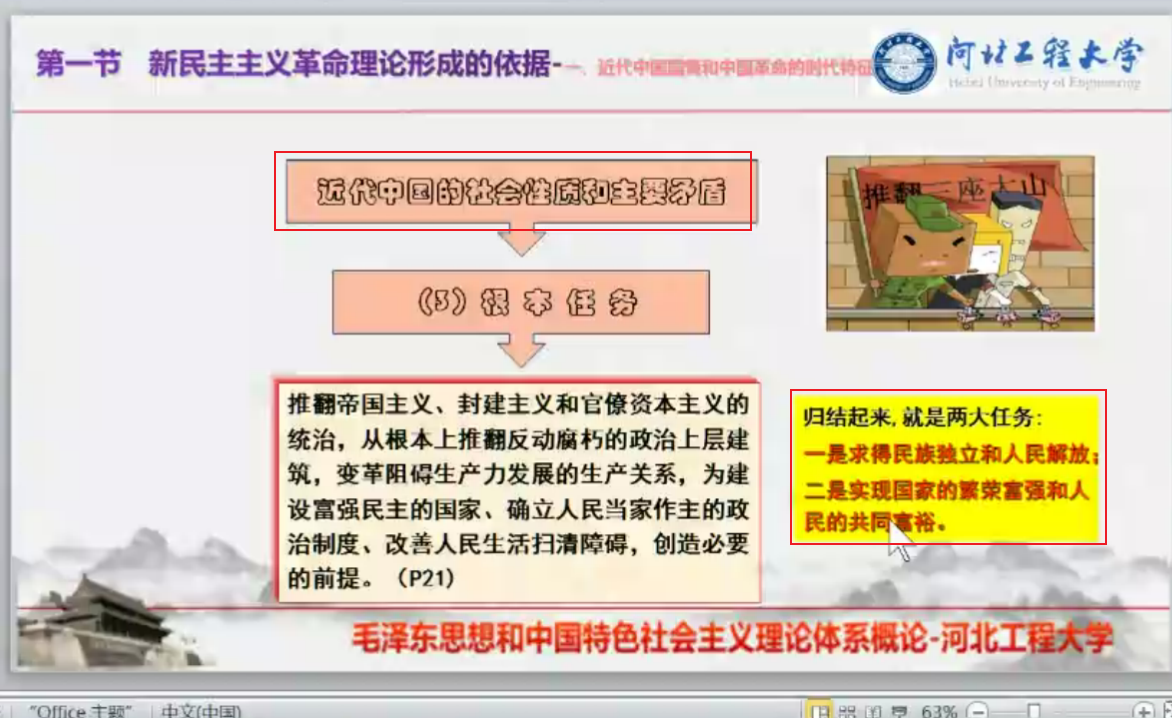 第一节 新民主主义革命理论形成的依据-一、近代中国国情和中国革命的时代特征
河北工程大学
Hebei University of Engineering
近代中国的社会性质和主要矛盾
推翻三座大山
（3）根 本 任 务
推翻帝国主义、封建主义和官僚资本主义的
统治，从根本上推翻反动腐朽的政治上层建
筑，变革阻碍生产力发展的生产关系，为建
设富强民主的国家、确立人民当家作主的政
治制度、改善人民生活扫清障碍，创造必要
的前提。（P21）
归结起来,就是两大任务：
一是求得民族独立和人民解放；
二是实现国家的繁荣富强和人
民的共同富裕。
毛泽东思想和中国特色社会主义理论体系概论-河北工程大学
"Office 主题" 中文(中国) 63%